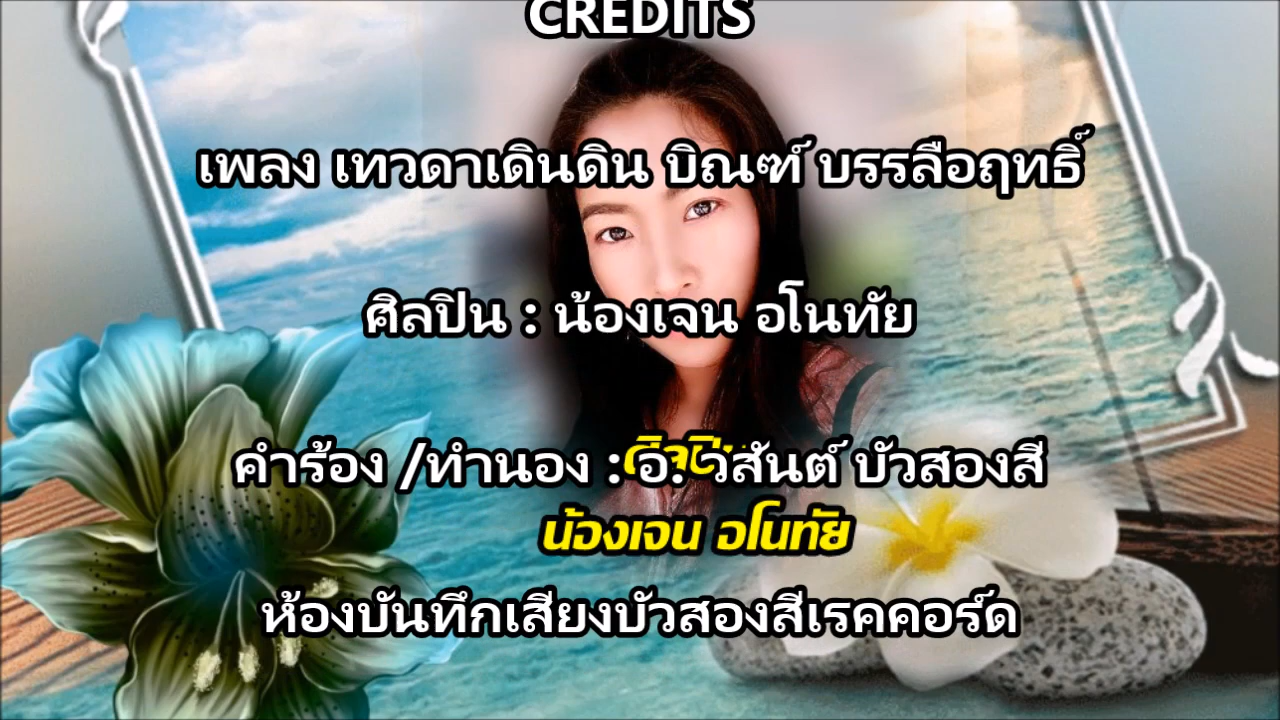 CREDITS
เพลง เทวดาเดินดิน บิณฑ์ บรรลือฤทธิ์
ศิลปิน : น้องเจน อโนทัย
คำร้อง /ทำนอง : อ. วสันต์ บัวสองสี
น้องเจน อโนทัย
ห้องบันทึกเสียงบัวสองสีเรคคอร์ด